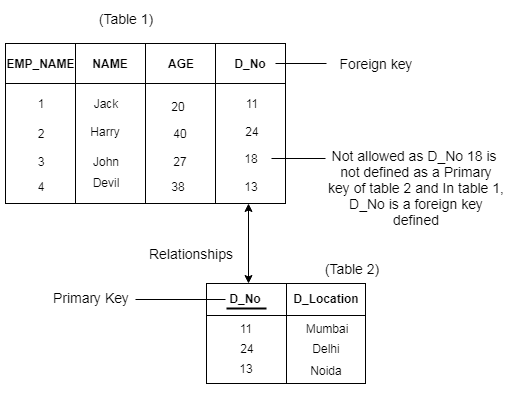 (Table 1)
EMP_NAME NAME AGE D_No Foreign key
1 Jack 20 11
2 Harry 40 24
3 John 27 18
4 Devil 38 13
Not allowed as D_No 18 is
not defined as a Primary
key of table 2 and In table 1,
D_No is a foreign key
defined
Relationships
(Table 2)
Primary Key D_No D_Location
11 Mumbai
24 Delhi
13 Noida